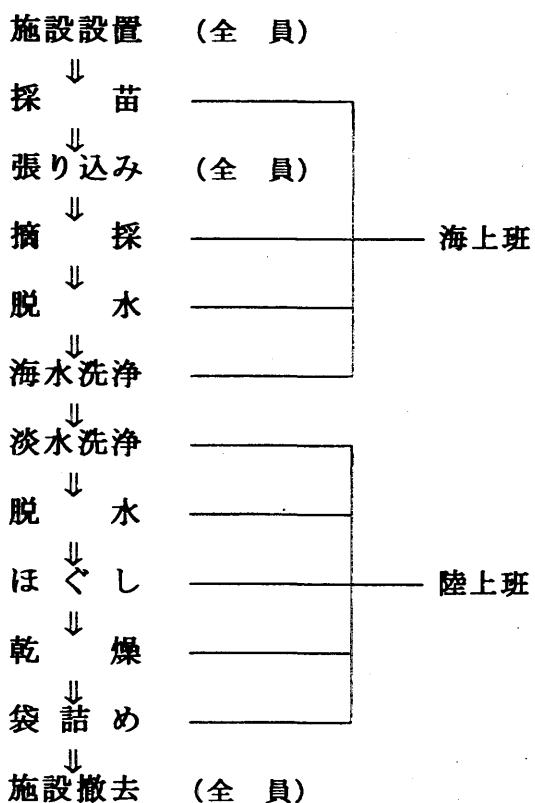 施設設置 (全 員)
⇓
採 苗
⇓
張り込み (全 員)
⇓
摘 採 海上班
⇓
脱 水
⇓
海水洗浄
⇓
淡水洗浄
⇓
脱 水
⇓
ほ ぐ し 陸上班
⇓
乾 燥
⇓
袋 詰 め
⇓
施設撤去 (全 員)